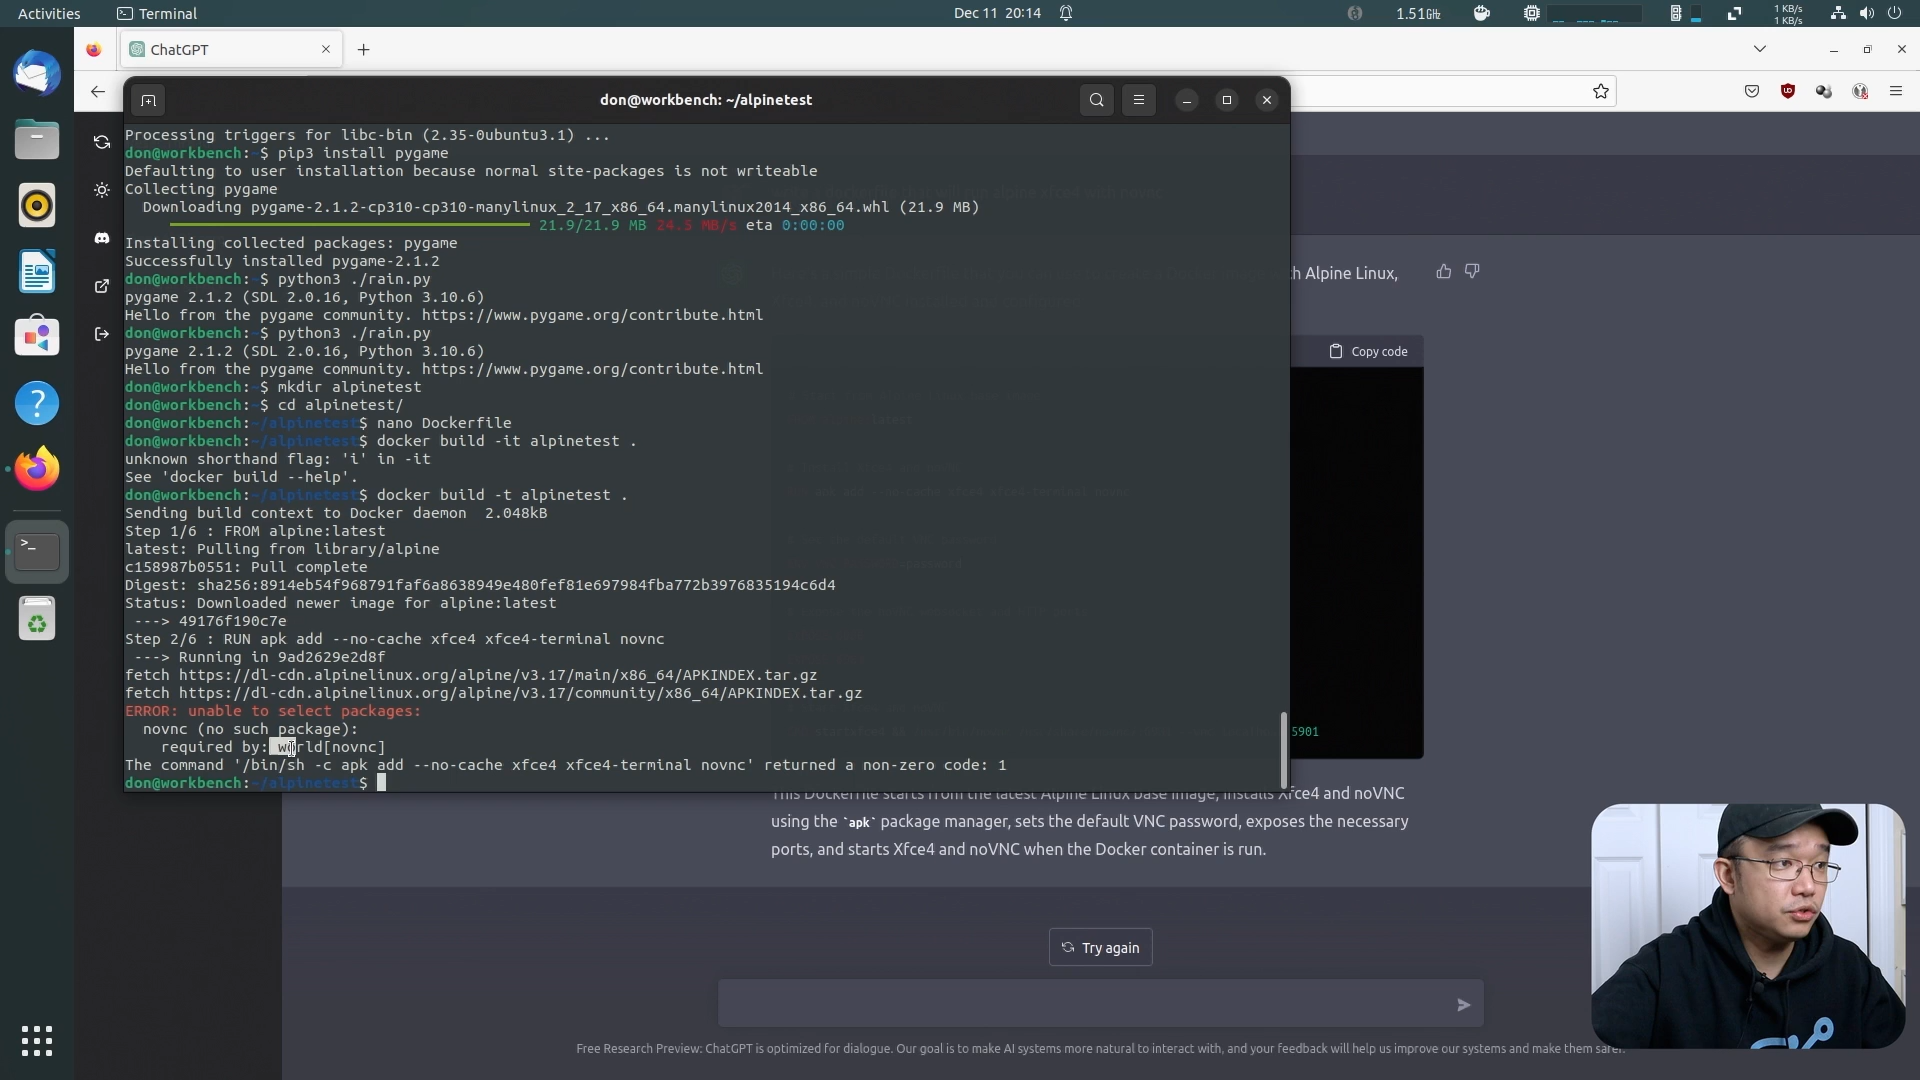 Activities
Terminal
Dec 11 20:14
1.51GHz
1 KB/s
1 KB/s
ChatGPT
don@workbench: ~/alpinetest
Processing triggers for libc-bin (2.35-0ubuntu3.1) ...
don@workbench:~$ pip3 install pygame
Defaulting to user installation because normal site-packages is not writeable
Collecting pygame
Downloading pygame-2.1.2-cp310-cp310-manylinux_2_17_x86_64.manylinux2014_x86_64.whl (21.9 MB)
21.9/21.9 MB 24.5 MB/s eta 0:00:00
Installing collected packages: pygame
Successfully installed pygame-2.1.2
don@workbench:~$ python3 ./rain.py
pygame 2.1.2 (SDL 2.0.16, Python 3.10.6)
Hello from the pygame community. https://www.pygame.org/contribute.html
don@workbench:~$ python3 ./rain.py
pygame 2.1.2 (SDL 2.0.16, Python 3.10.6)
Hello from the pygame community. https://www.pygame.org/contribute.html
don@workbench:~$ mkdir alpinetest
don@workbench:~$ cd alpinetest/
don@workbench:~/alpinetest$ nano Dockerfile
don@workbench:~/alpinetest$ docker build -it alpinetest .
unknown shorthand flag: 'i' in -it
See 'docker build --help'.
don@workbench:~/alpinetest$ docker build -t alpinetest .
Sending build context to Docker daemon  2.048kB
Step 1/6 : FROM alpine:latest
latest: Pulling from library/alpine
c158987b0551: Pull complete
Digest: sha256:8914eb54f968791faf6a8638949e480fef81e697984fba772b3976835194c6d4
Status: Downloaded newer image for alpine:latest
---> 49176f190c7e
Step 2/6 : RUN apk add --no-cache xfce4 xfce4-terminal novnc
---> Running in 9ad2629e2d8f
fetch https://dl-cdn.alpinelinux.org/alpine/v3.17/main/x86_64/APKINDEX.tar.gz
fetch https://dl-cdn.alpinelinux.org/alpine/v3.17/community/x86_64/APKINDEX.tar.gz
ERROR: unable to select packages:
novnc (no such package):
required by: world[novnc]
The command '/bin/sh -c apk add --no-cache xfce4 xfce4-terminal novnc' returned a non-zero code: 1
don@workbench:~/alpinetest$
h Alpine Linux,
Copy code
5901
This Dockerfile starts from the latest Alpine Linux base image, installs Xfce4 and noVNC
using the `apk` package manager, sets the default VNC password, exposes the necessary
ports, and starts Xfce4 and noVNC when the Docker container is run.
Try again
Free Research Preview: ChatGPT is optimized for dialogue. Our goal is to make AI systems more natural to interact with, and your feedback will help us improve our systems and make them safer.